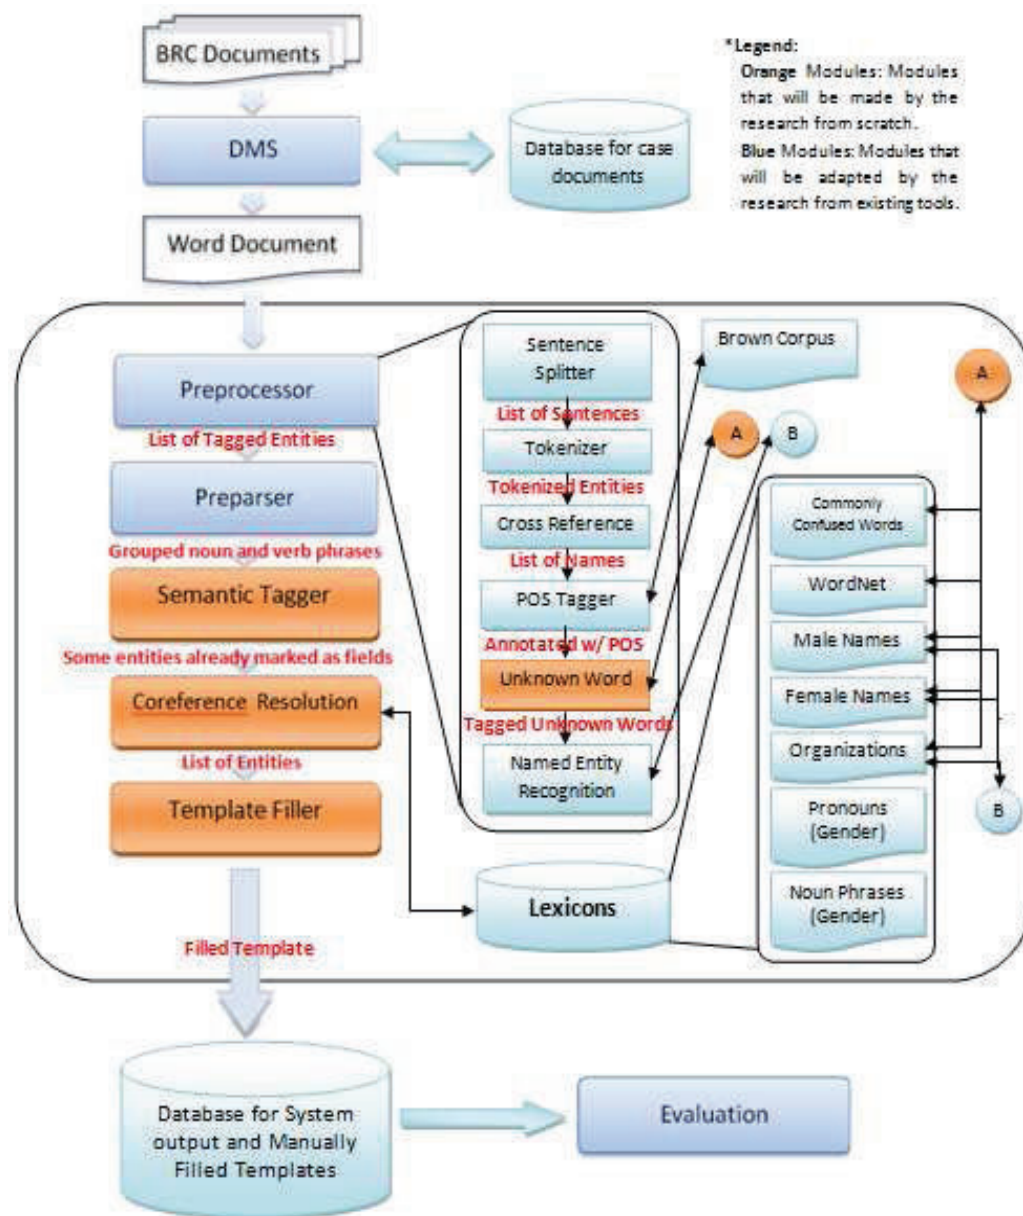 BRC Documents
DMS
Database for case
documents
Word Document
*Legend:
Orange Modules: Modules
that will be made by the
research from scratch.
Blue Modules: Modules that
will be adapted by the
research from existing tools.
Preprocessor
List of Tagged Entities
Preparser
Grouped noun and verb phrases
Semantic Tagger
Some entities already marked as fields
Coreference Resolution
List of Entities
Template Filler
Filled Template
Sentence
Splitter
List of Sentences
Tokenizer
Tokenized Entities
Cross Reference
List of Names
POS Tagger
Annotated w/ POS
Unknown Word
Tagged Unknown Words
Named Entity
Recognition
Brown Corpus
A
B
A
Lexicons
Commonly
Confused Words
WordNet
Male Names
Female Names
Organizations
Pronouns
(Gender)
Noun Phrases
(Gender)
B
Database for System
output and Manually
Filled Templates
Evaluation